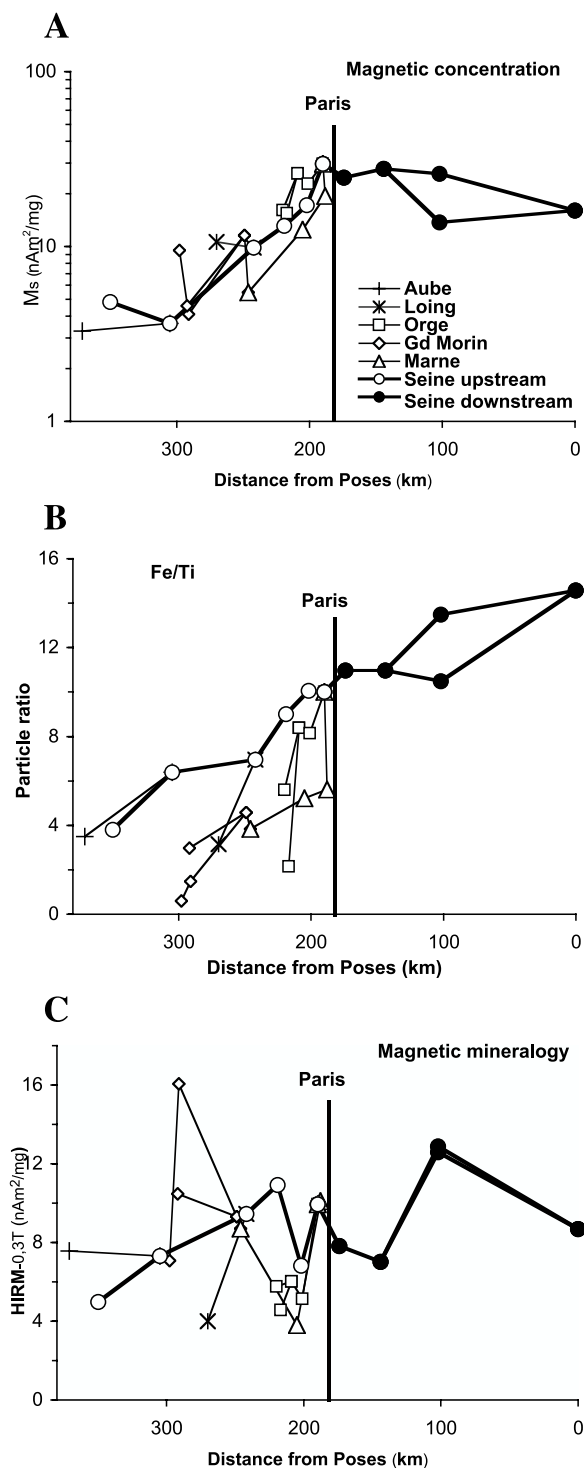 A
Magnetic concentration
Paris
100
10
1
Ms (nAm²/mg)
Aube
Loing
Orge
Gd Morin
Marne
Seine upstream
Seine downstream
300 200 100 0
Distance from Poses (km)
B
Fe/Ti
Paris
16
12
8
4
0
Particle ratio
300 200 100 0
Distance from Poses (km)
C
Magnetic mineralogy
Paris
16
12
8
4
0
HIRM-0,3T (nAm²/mg)
300 200 100 0
Distance from Poses (km)